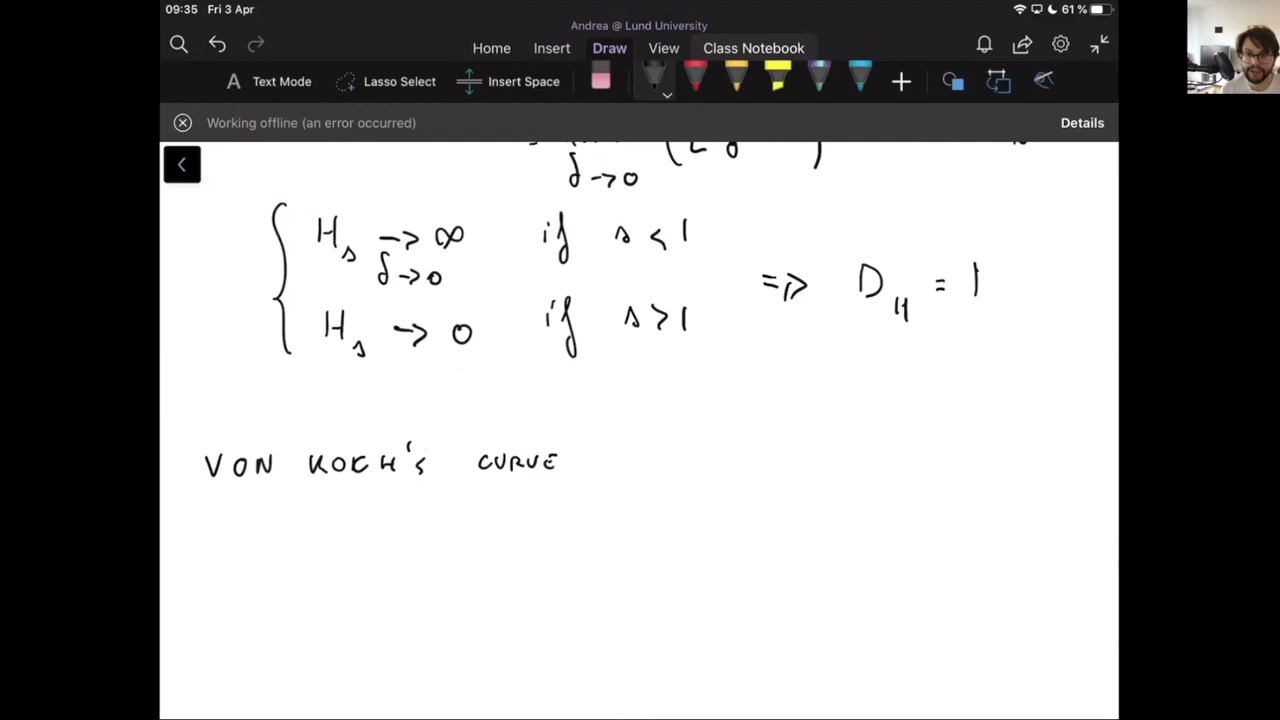 09:35 Fri 3 Apr 61 %
Andrea @ Lund University
Home Insert Draw View Class Notebook
A Text Mode Lasso Select Insert Space
Working offline (an error occurred) Details
δ → 0
H_s → ∞ if s < 1
δ → 0
=> D_H = 1
H_s → 0 if s > 1
VON KOCH's CURVE